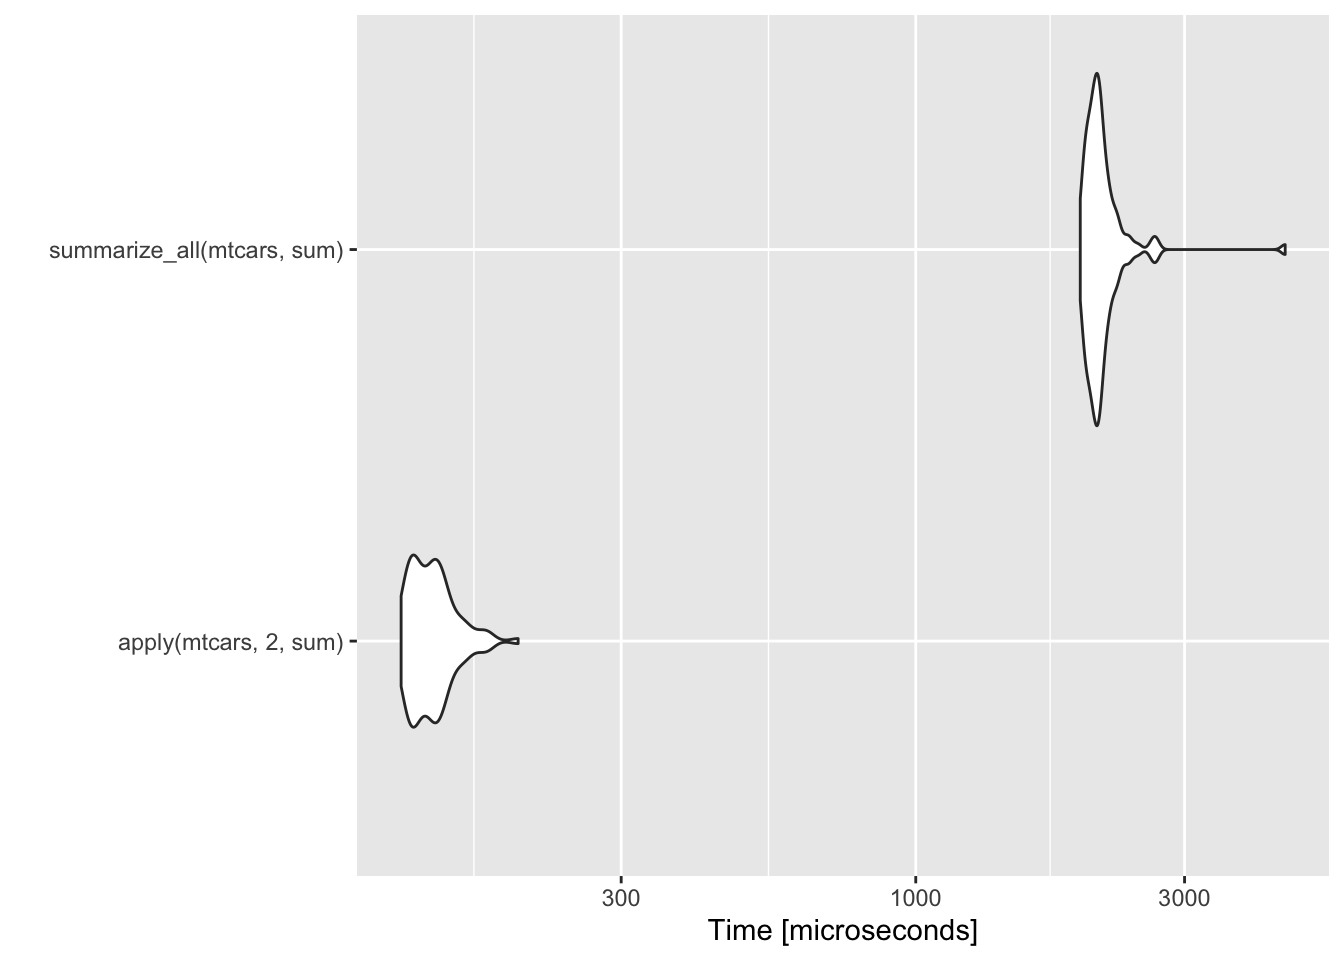 summarize_all(mtcars, sum)
apply(mtcars, 2, sum)
300
1000
3000
Time [microseconds]